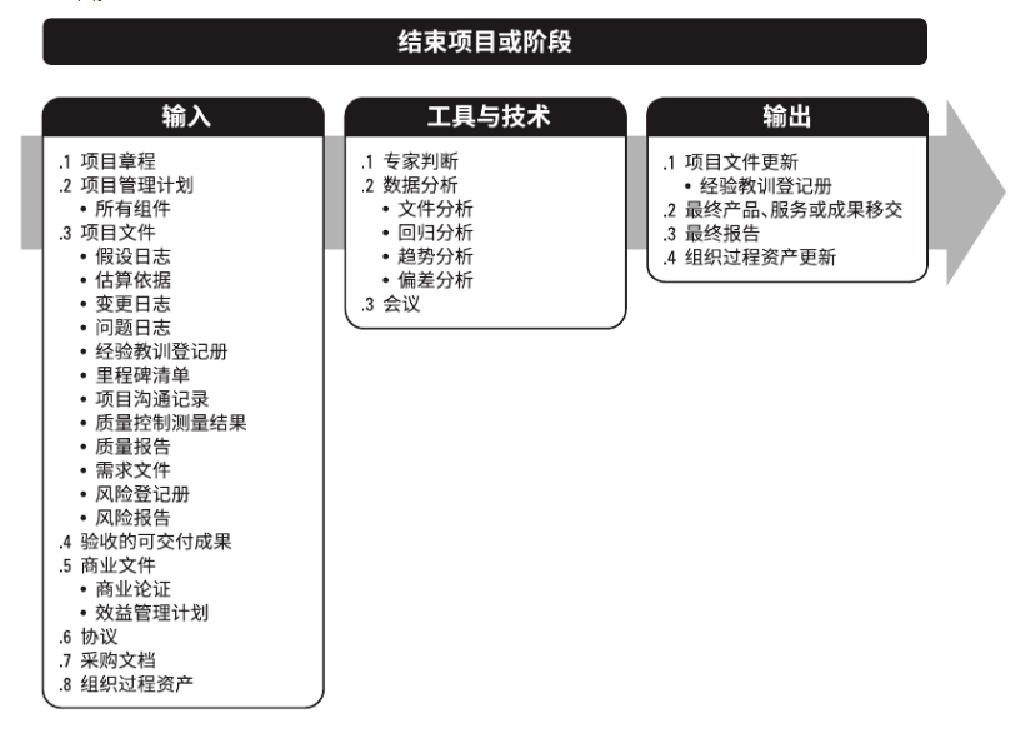 结束项目或阶段
输入
.1 项目章程
.2 项目管理计划
• 所有组件
.3 项目文件
• 假设日志
• 估算依据
• 变更日志
• 问题日志
• 经验教训登记册
• 里程碑清单
• 项目沟通记录
• 质量控制测量结果
• 质量报告
• 需求文件
• 风险登记册
• 风险报告
.4 验收的可交付成果
.5 商业文件
• 商业论证
• 效益管理计划
.6 协议
.7 采购文档
.8 组织过程资产
工具与技术
.1 专家判断
.2 数据分析
• 文件分析
• 回归分析
• 趋势分析
• 偏差分析
.3 会议
输出
.1 项目文件更新
• 经验教训登记册
.2 最终产品、服务或成果移交
.3 最终报告
.4 组织过程资产更新